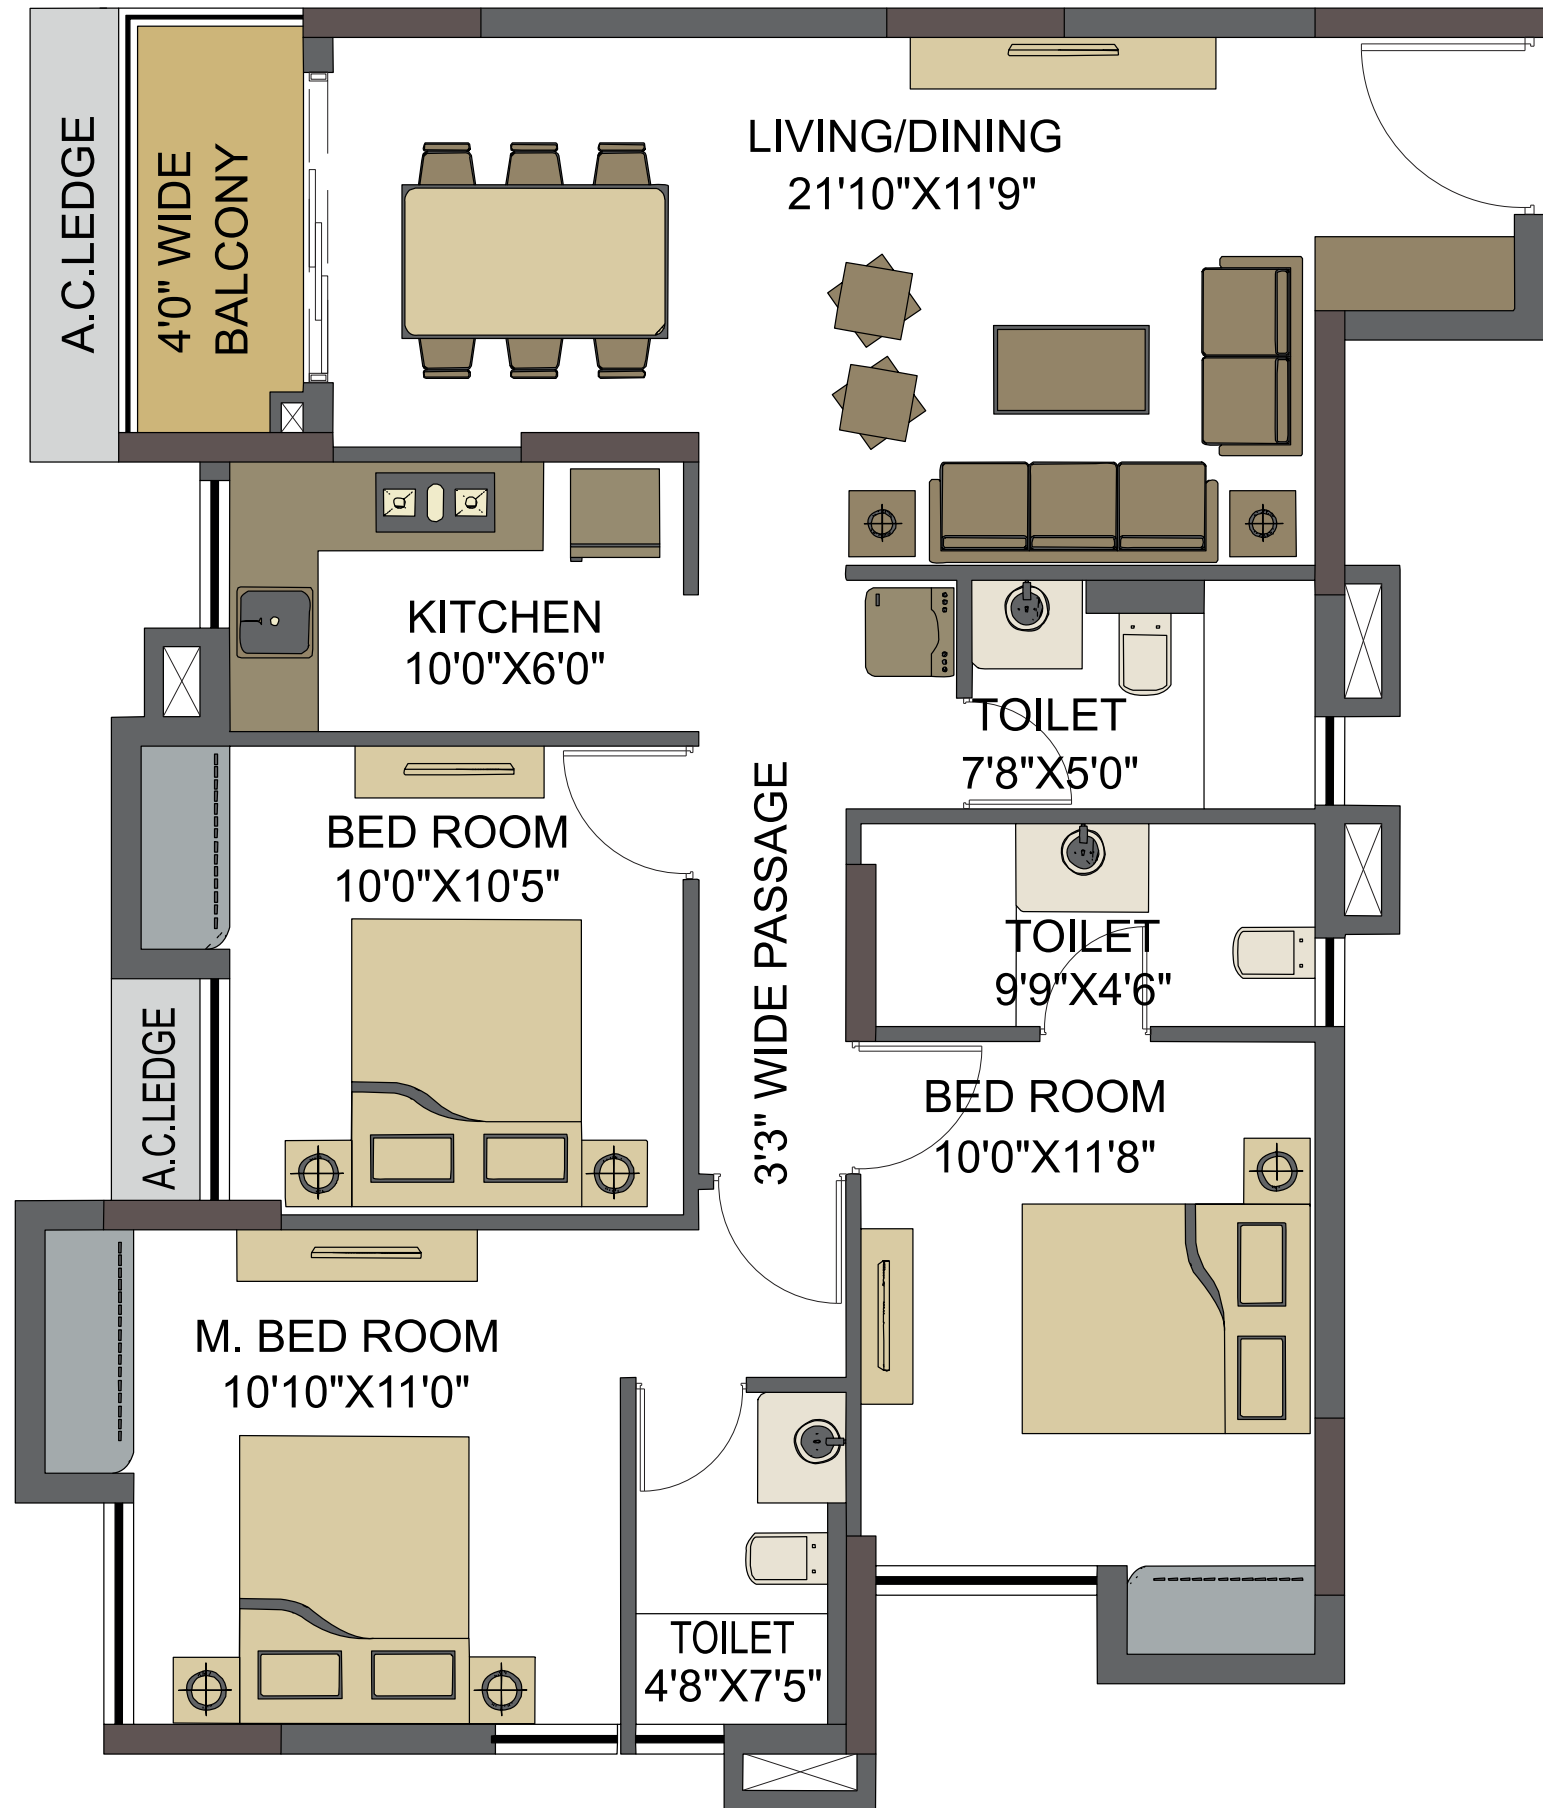 A.C.LEDGE
4'0" WIDE
BALCONY
LIVING/DINING
21'10"X11'9"
KITCHEN
10'0"X6'0"
TOILET
7'8"X5'0"
BED ROOM
10'0"X10'5"
3'3" WIDE PASSAGE
TOILET
9'9"X4'6"
A.C.LEDGE
BED ROOM
10'0"X11'8"
M. BED ROOM
10'10"X11'0"
TOILET
4'8"X7'5"